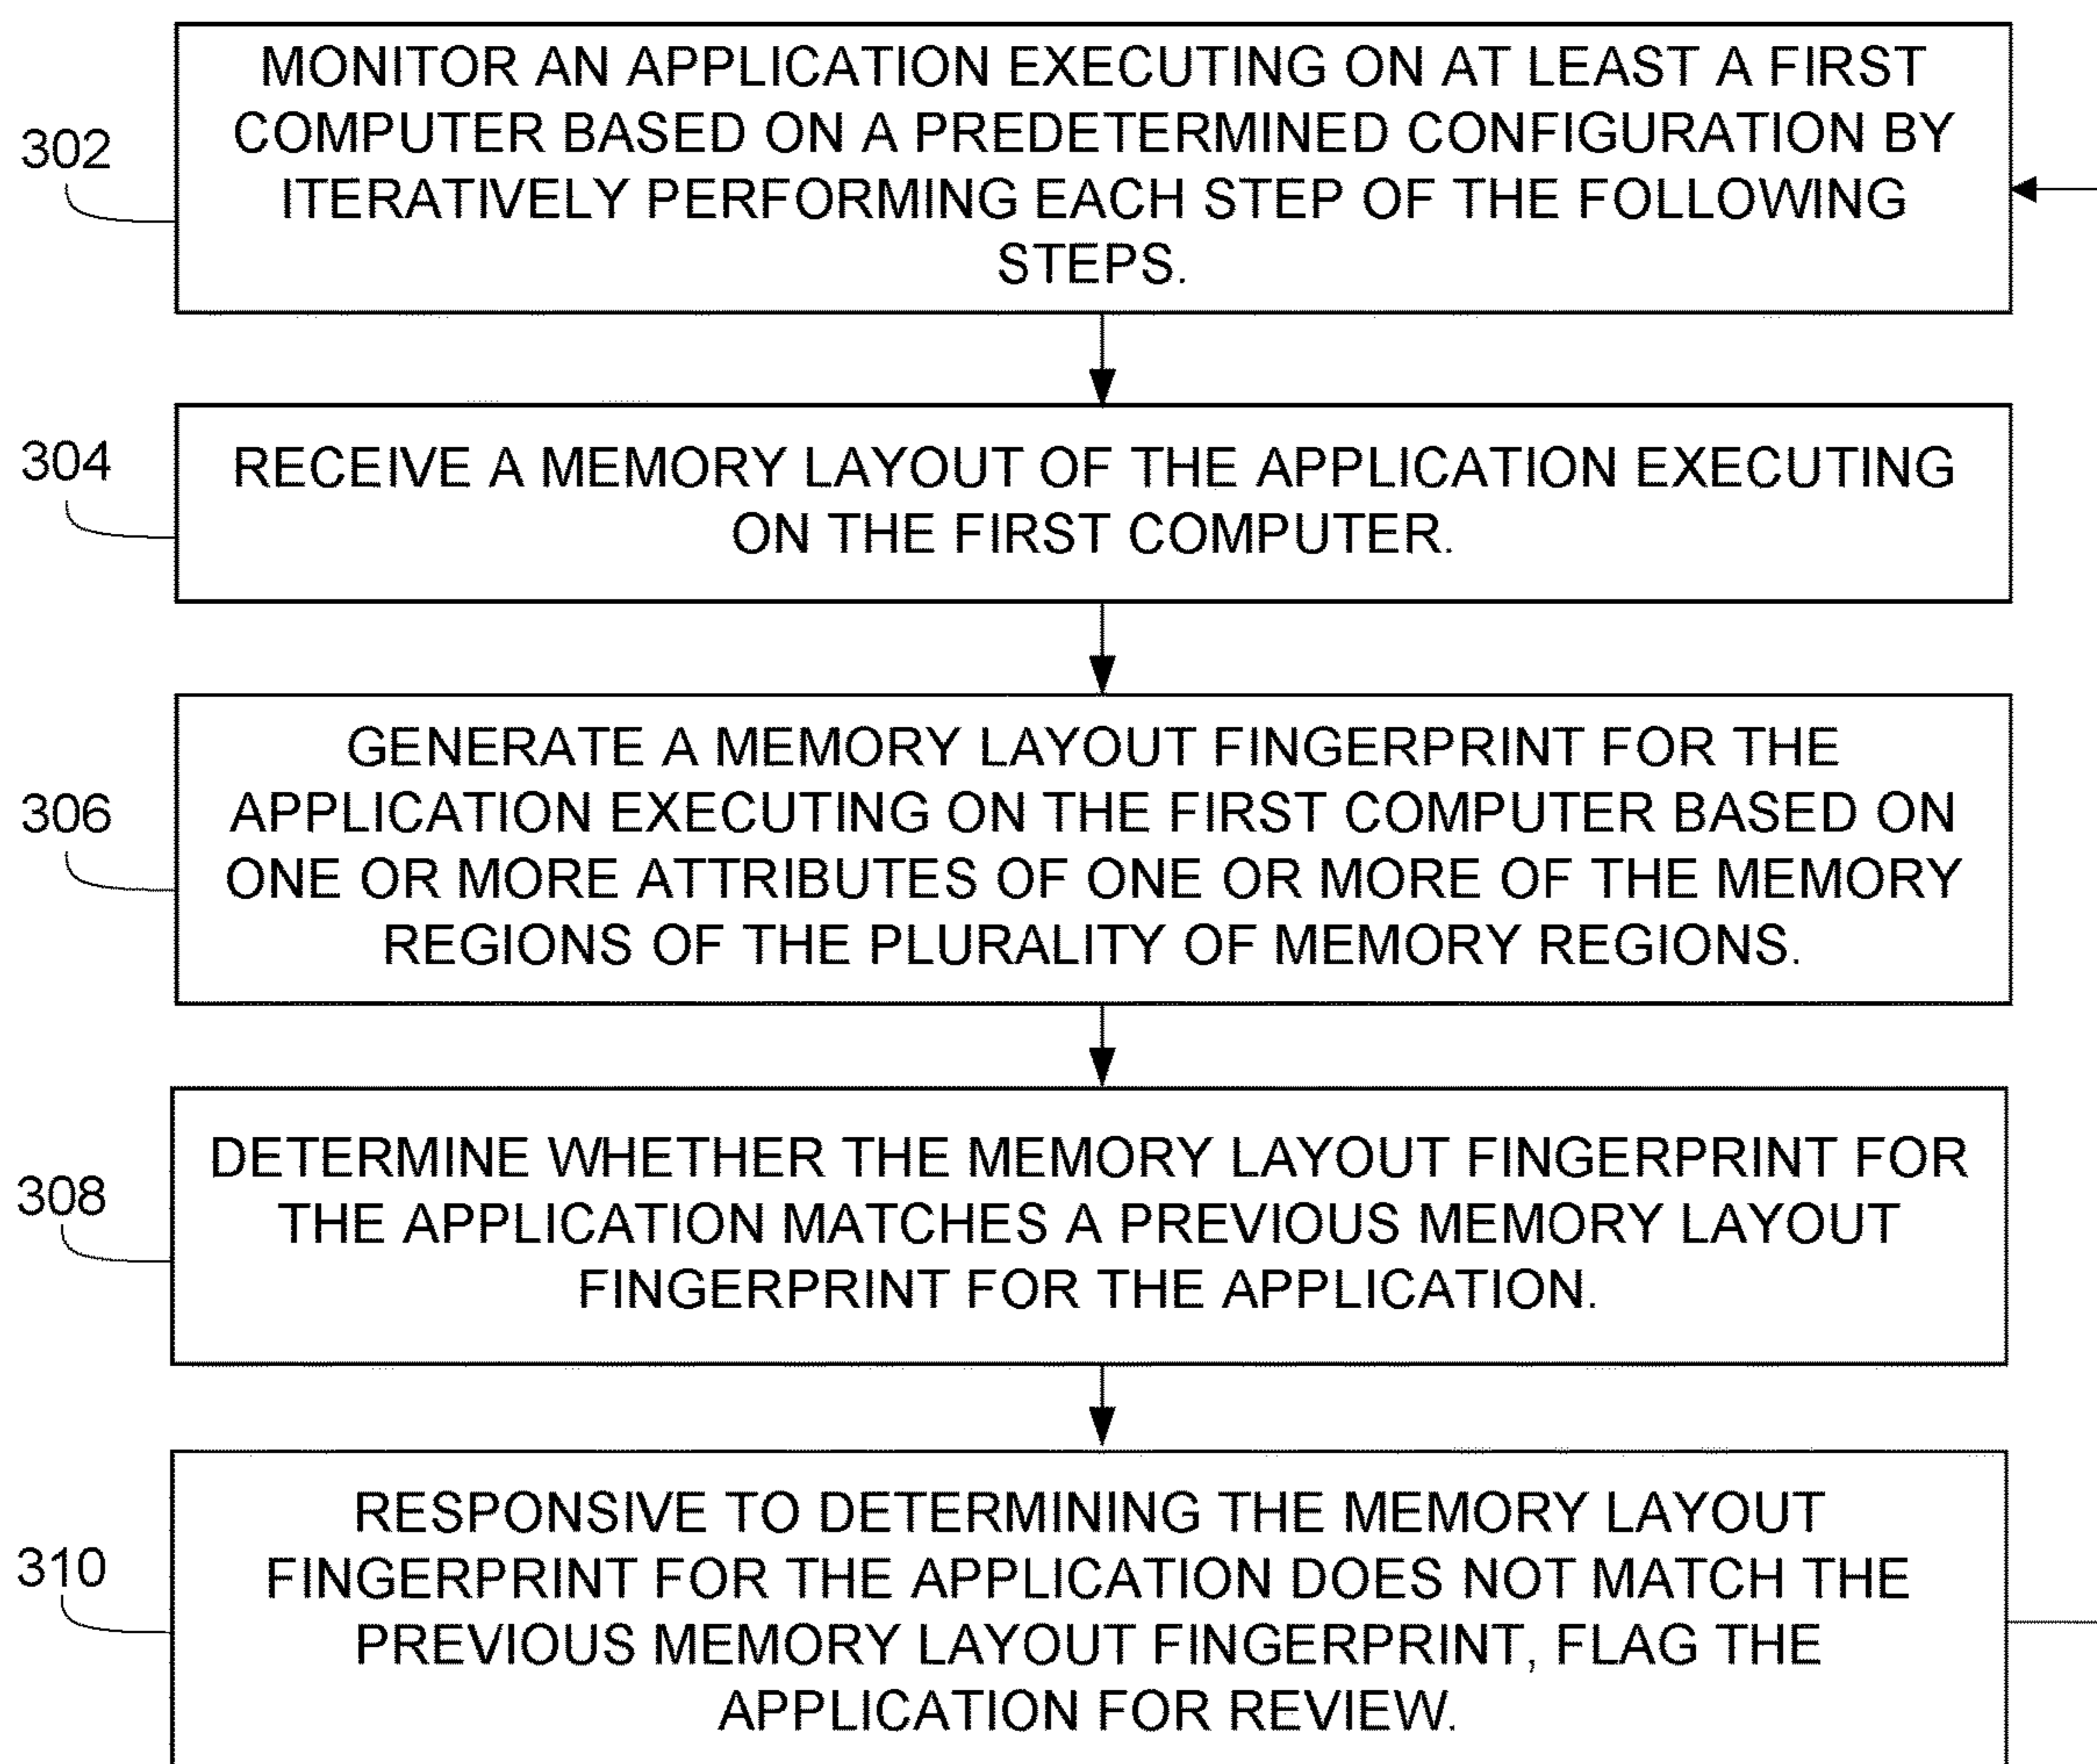 302
MONITOR AN APPLICATION EXECUTING ON AT LEAST A FIRST
COMPUTER BASED ON A PREDETERMINED CONFIGURATION BY
ITERATIVELY PERFORMING EACH STEP OF THE FOLLOWING
STEPS.
304
RECEIVE A MEMORY LAYOUT OF THE APPLICATION EXECUTING
ON THE FIRST COMPUTER.
306
GENERATE A MEMORY LAYOUT FINGERPRINT FOR THE
APPLICATION EXECUTING ON THE FIRST COMPUTER BASED ON
ONE OR MORE ATTRIBUTES OF ONE OR MORE OF THE MEMORY
REGIONS OF THE PLURALITY OF MEMORY REGIONS.
308
DETERMINE WHETHER THE MEMORY LAYOUT FINGERPRINT FOR
THE APPLICATION MATCHES A PREVIOUS MEMORY LAYOUT
FINGERPRINT FOR THE APPLICATION.
310
RESPONSIVE TO DETERMINING THE MEMORY LAYOUT
FINGERPRINT FOR THE APPLICATION DOES NOT MATCH THE
PREVIOUS MEMORY LAYOUT FINGERPRINT, FLAG THE
APPLICATION FOR REVIEW.